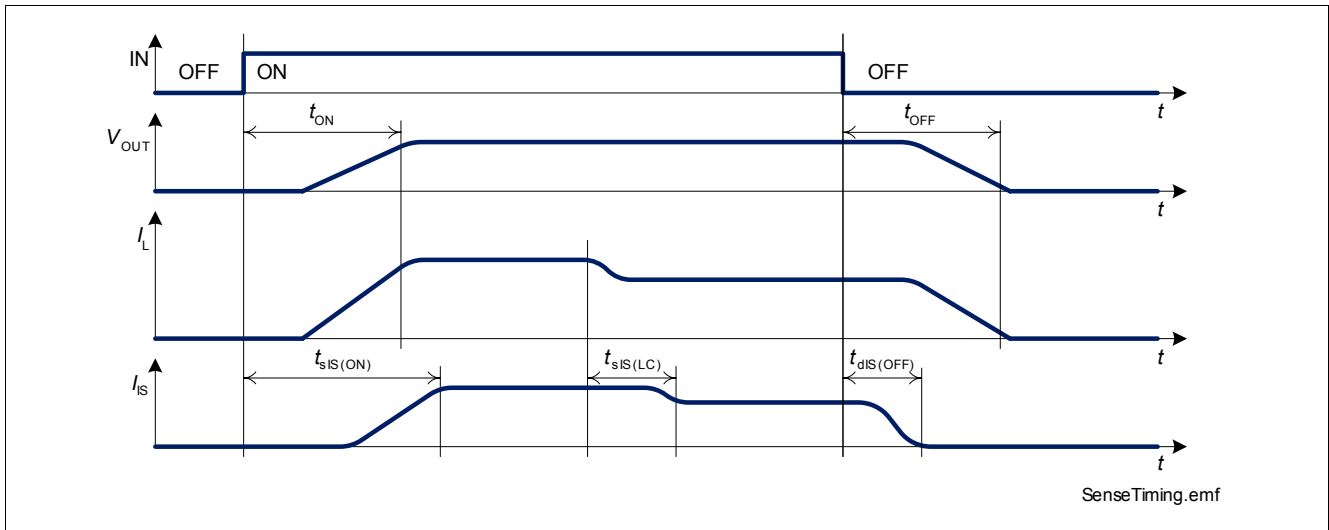 IN
OFF
ON
OFF
t
tON
tOFF
VOUT
t
IL
t
tsIS(ON)
tsIS(LC)
tdIS(OFF)
IIS
t
SenseTiming.emf